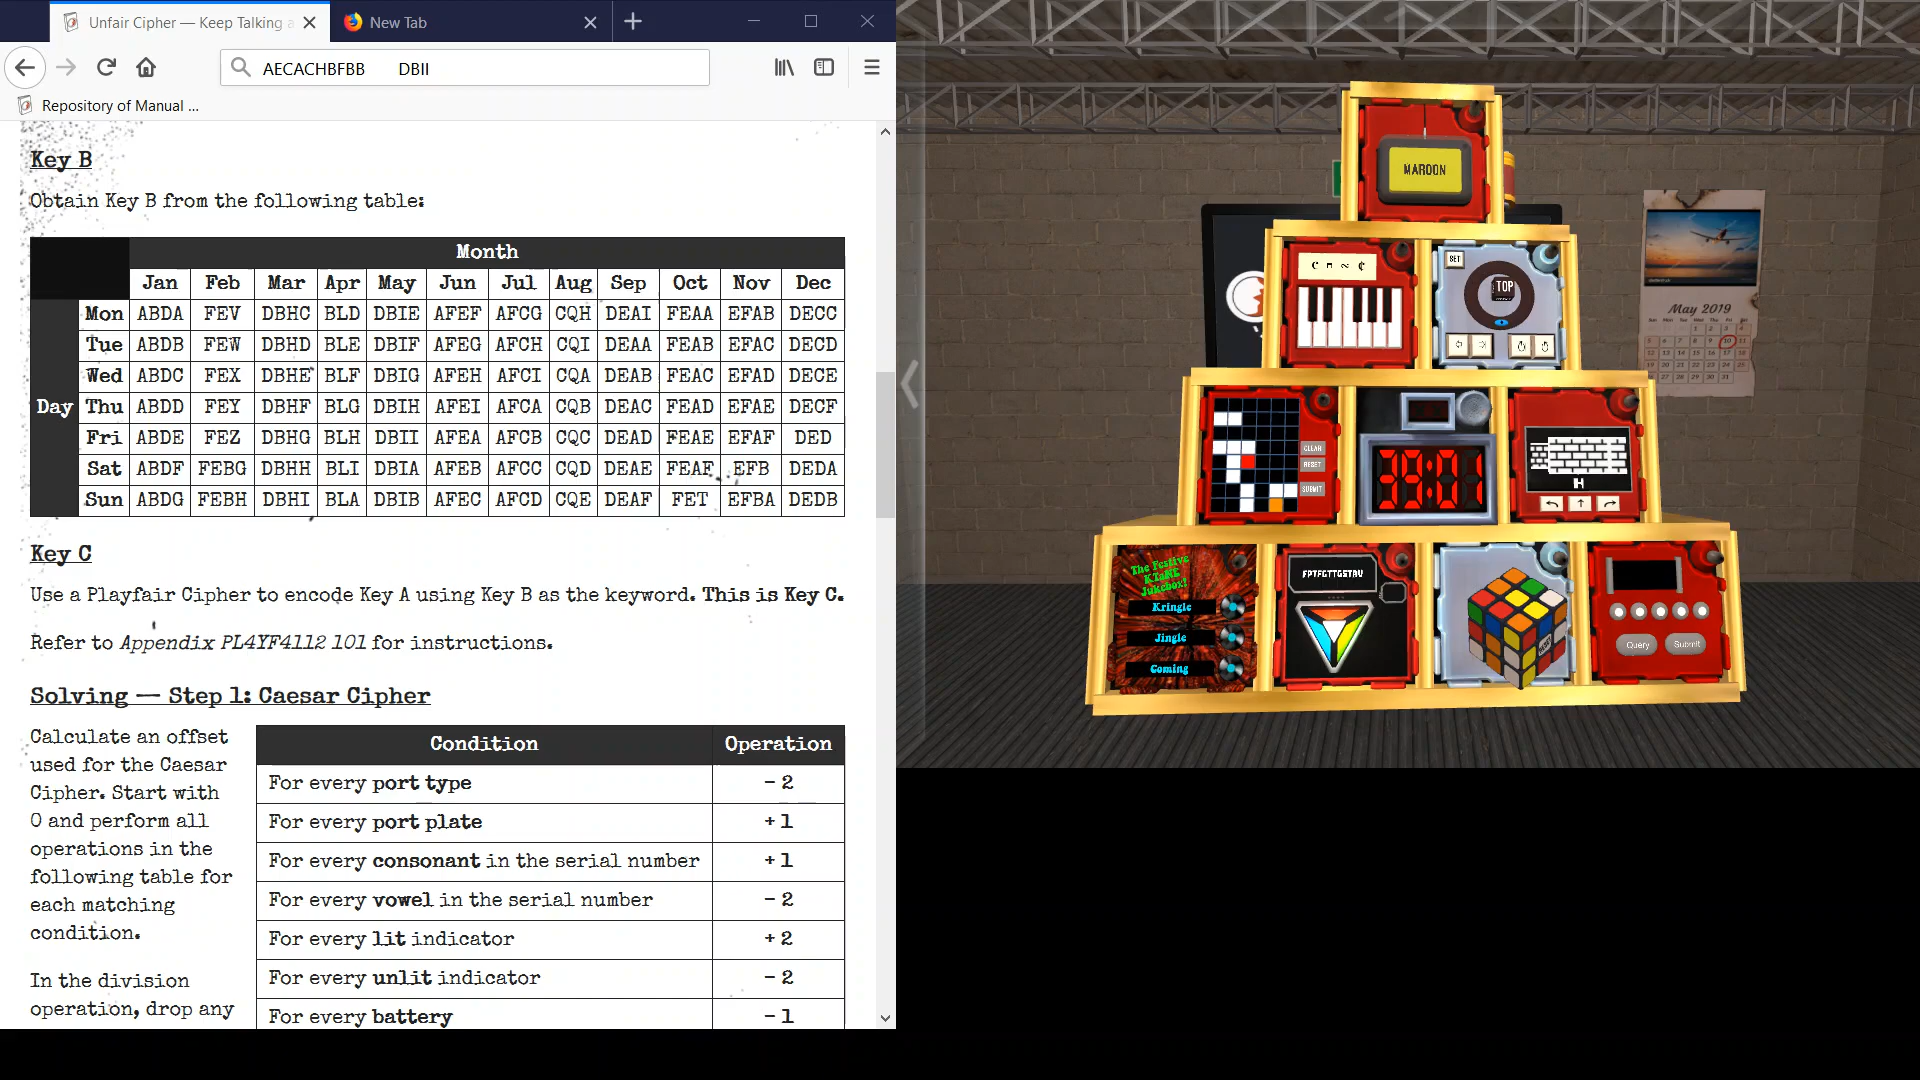 Unfair Cipher — Keep Talking a
New Tab
AECACHBFBB DBII
Repository of Manual ...
Key B
Obtain Key B from the following table:
Month
Jan Feb Mar Apr May Jun Jul Aug Sep Oct Nov Dec
Day
Mon ABDA FEV DBHC BLD DBIE AFEF AFCG CQH DEAI FEAA EFAB DECC
Tue ABDB FEW DBHD BLE DBIF AFEG AFCH CQI DEAA FEAB EFAC DECD
Wed ABDC FEX DBHE BLF DBIG AFEH AFCI CQA DEAB FEAC EFAD DECE
Thu ABDD FEY DBHF BLG DBIH AFEI AFCA CQB DEAC FEAD EFAE DECF
Fri ABDE FEZ DBHG BLH DBII AFEA AFCB CQC DEAD FEAE EFAF DED
Sat ABDF FEBG DBHH BLI DBIA AFEB AFCC CQD DEAE FEAF EFB DEDA
Sun ABDG FEBH DBHI BLA DBIB AFEC AFCD CQE DEAF FET EFBA DEDB
Key C
Use a Playfair Cipher to encode Key A using Key B as the keyword. This is Key C.
Refer to Appendix PL4YF4112 101 for instructions.
Solving — Step 1: Caesar Cipher
Calculate an offset
used for the Caesar
Cipher. Start with
0 and perform all
operations in the
following table for
each matching
condition.
In the division
operation, drop any
Condition Operation
For every port type − 2
For every port plate + 1
For every consonant in the serial number + 1
For every vowel in the serial number − 2
For every lit indicator + 2
For every unlit indicator − 2
For every battery − 1
MAROON
SET
TOP
May 2019
CLEAR
RESET
SUBMIT
39:01
The Festive
KTaNE
Jukebox!
Kringle
Jingle
Coming
Query
Submit